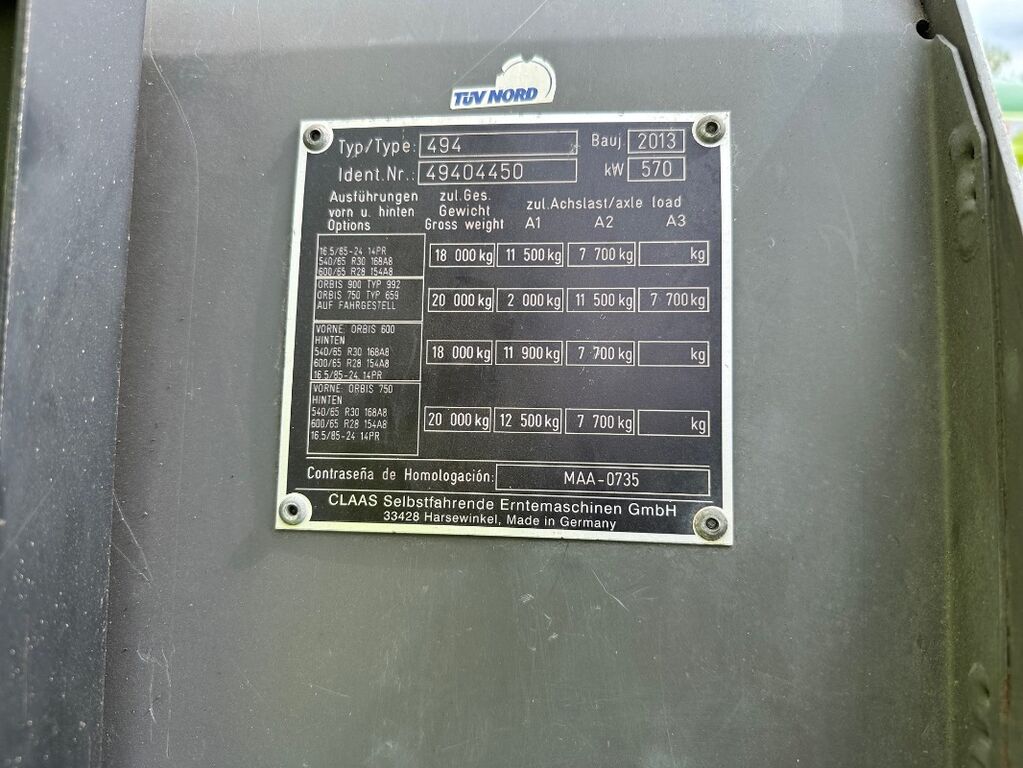 TÜV NORD
Typ/Type: 494 Bauj 2013
Ident.Nr.: 49404450 kW 570
Ausführungen zul.Ges. zul.Achslast/axle load
vorn u. hinten Gewicht
Options Gross weight A1 A2 A3
16.5/85-24 14PR
540/65 R30 168A8 18 000 kg 11 500 kg 7 700 kg kg
600/65 R28 154A8
ORBIS 900 TYP 992
ORBIS 750 TYP 659 20 000 kg 2 000 kg 11 500 kg 7 700 kg
AUF FAHRGESTELL
VORNE: ORBIS 600
HINTEN
540/65 R30 168A8 18 000 kg 11 900 kg 7 700 kg kg
600/65 R28 154A8
16.5/85-24 14PR
VORNE: ORBIS 750
HINTEN
540/65 R30 168A8 20 000 kg 12 500 kg 7 700 kg kg
600/65 R28 154A8
16.5/85-24 14PR
Contraseña de Homologación: MAA-0735
CLAAS Selbstfahrende Erntemaschinen GmbH
33428 Harsewinkel, Made in Germany